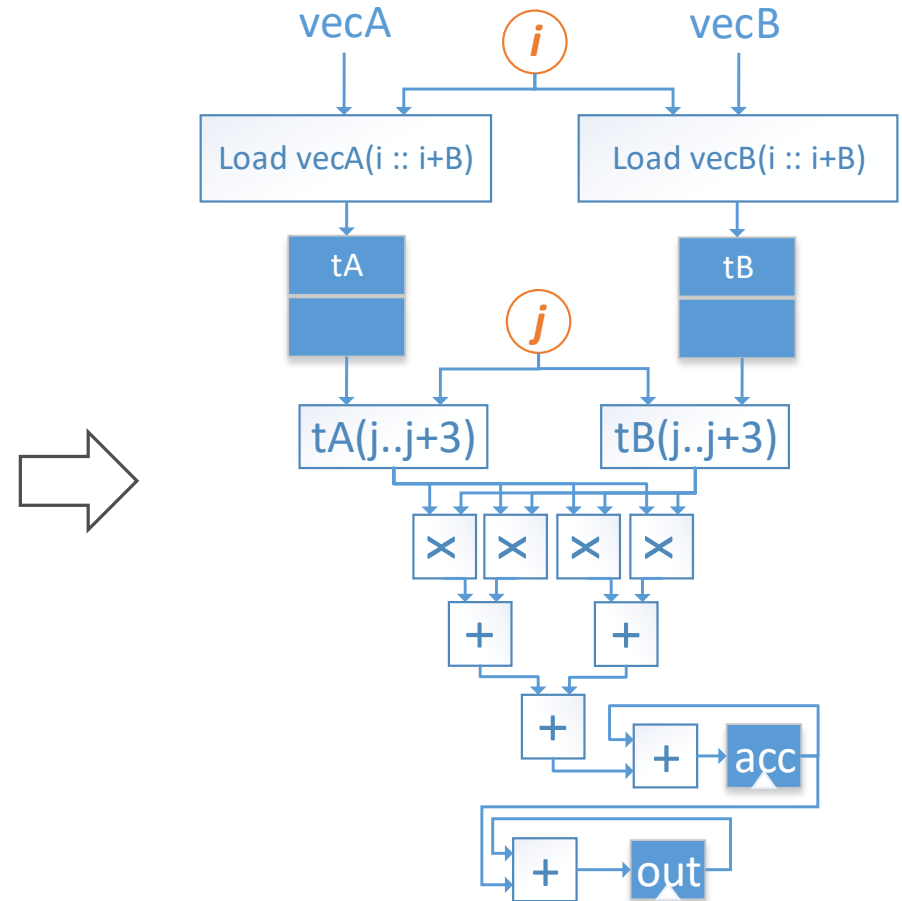 vecA
i
vecB
Load vecA(i :: i+B)
Load vecB(i :: i+B)
tA
tB
j
tA(j..j+3)
tB(j..j+3)
× × × ×
+ +
+
+ acc
+ out